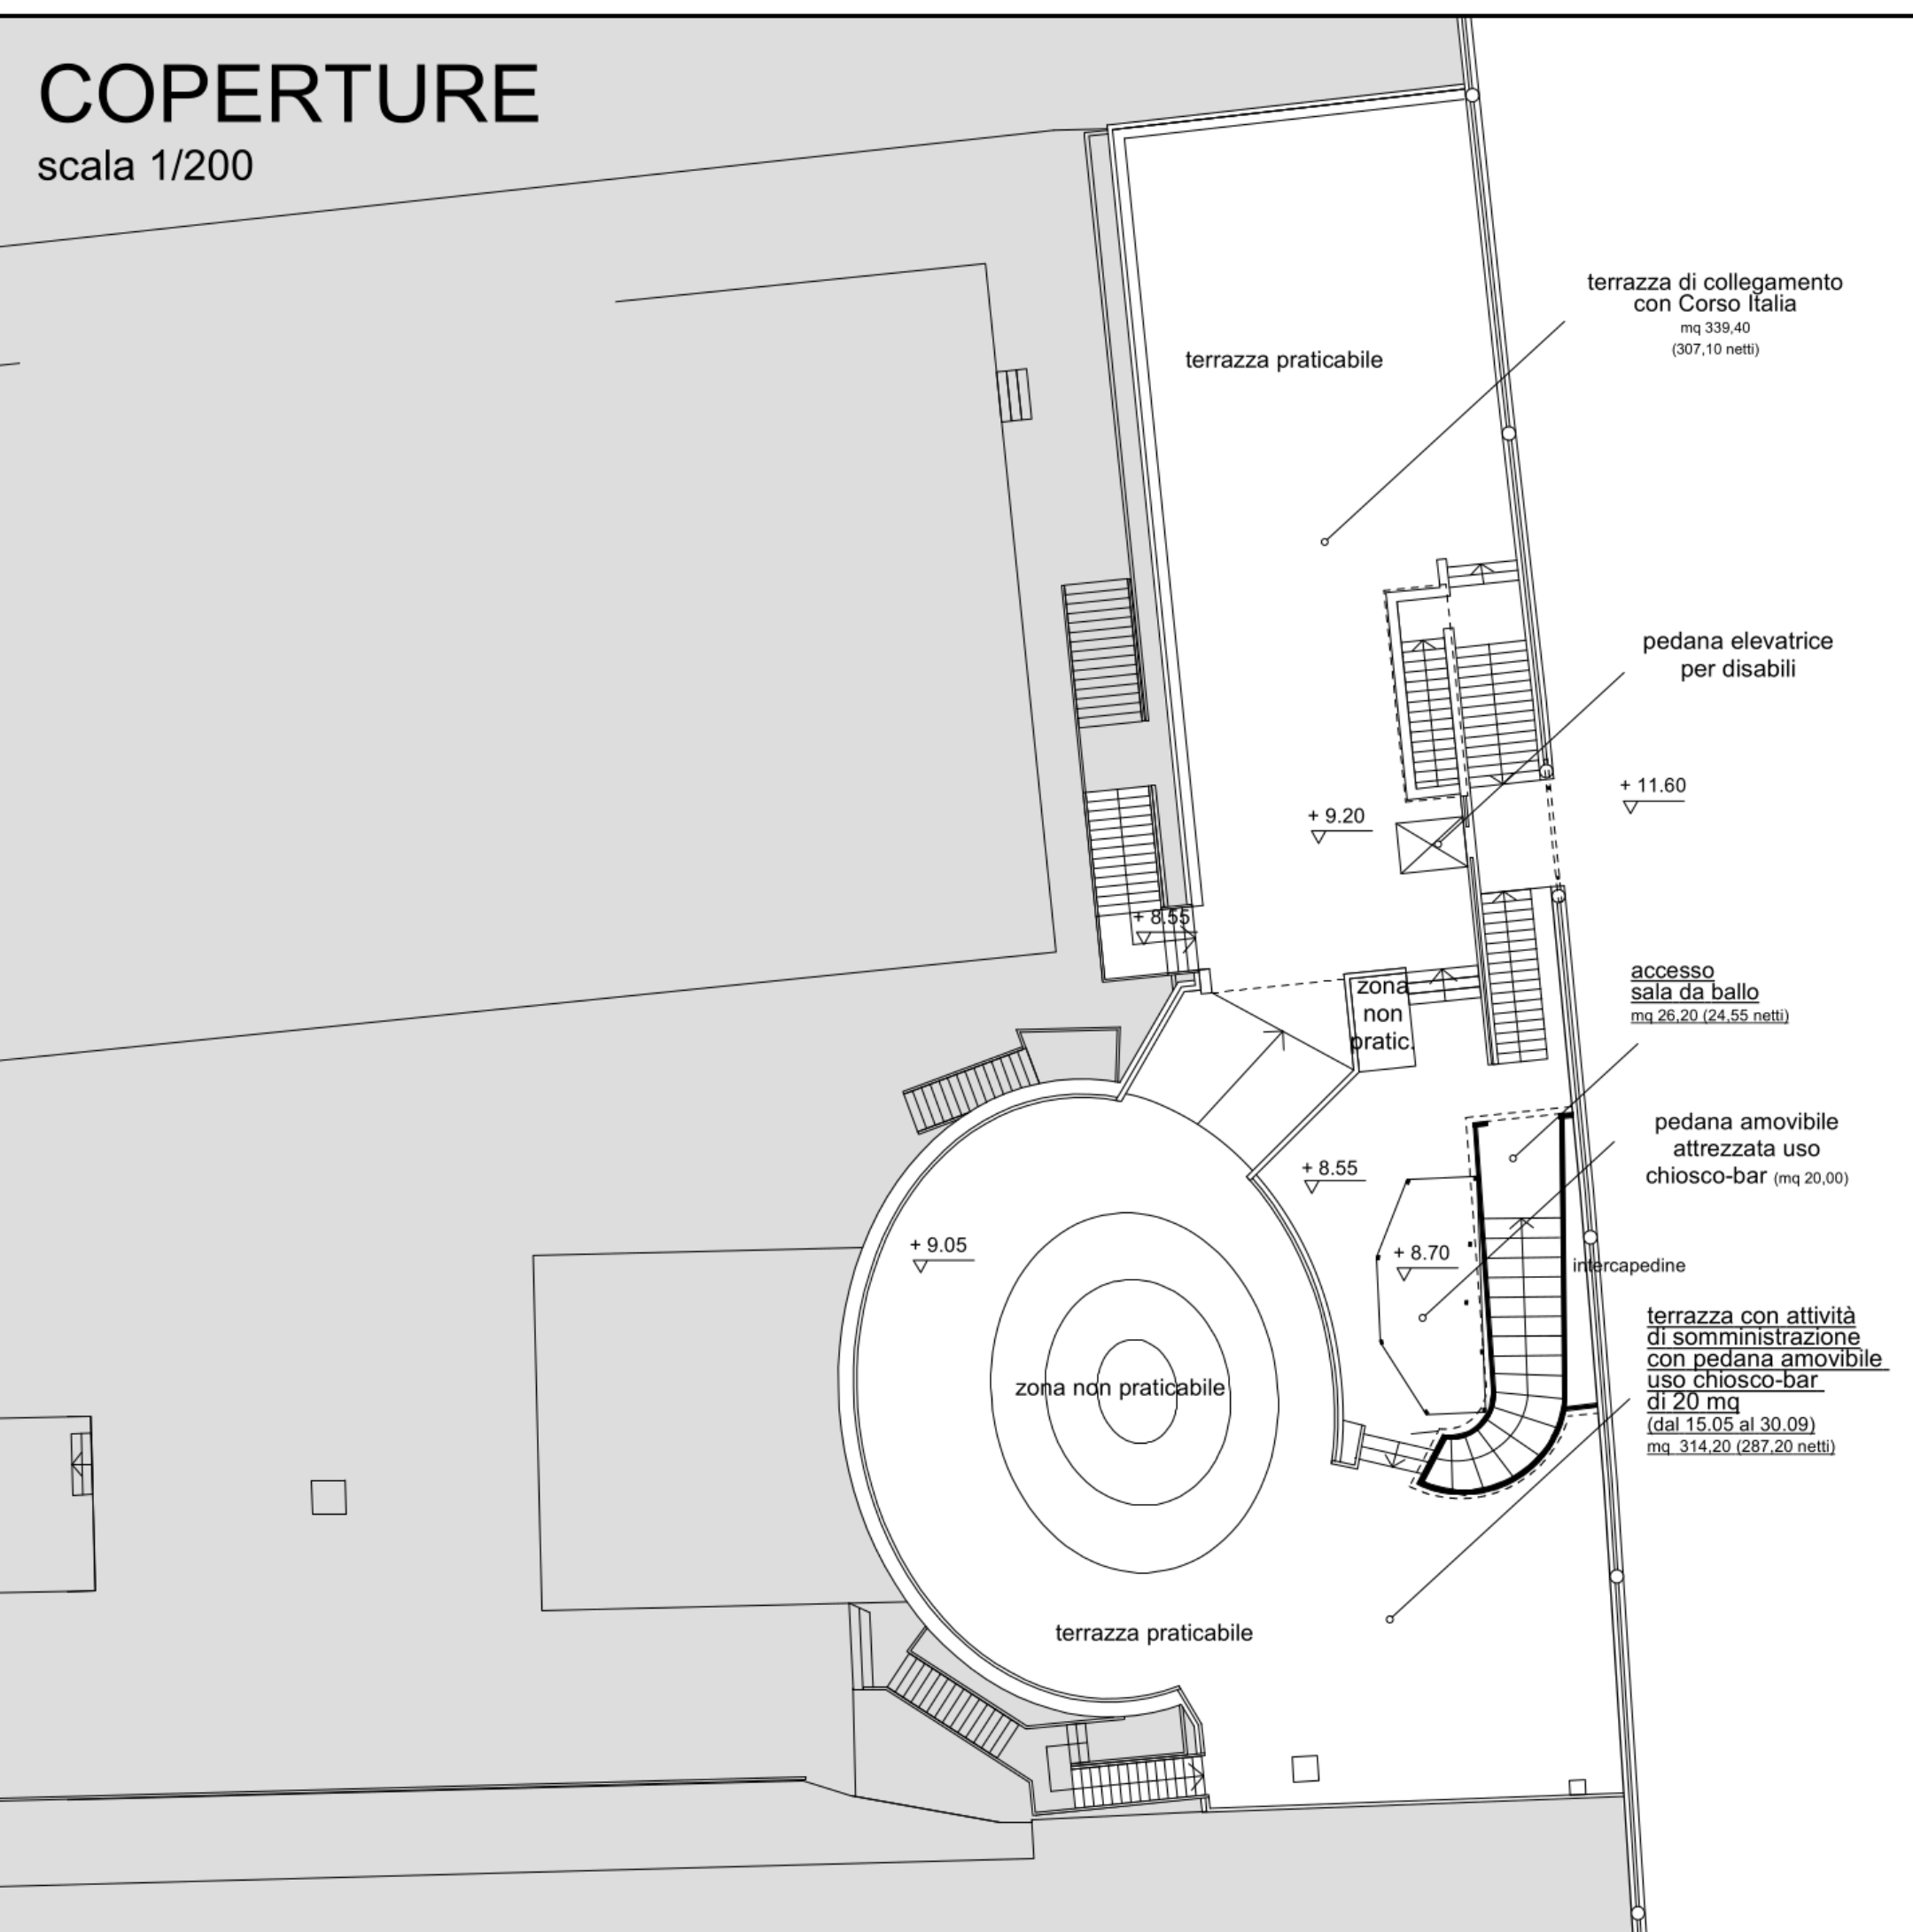 COPERTURE
scala 1/200
terrazza di collegamento
con Corso Italia
mq 339,40
(307,10 netti)
terrazza praticabile
pedana elevatrice
per disabili
+ 11.60
+ 9.20
+ 8.55
zona
non
pratic.
accesso
sala da ballo
mq 26,20 (24,55 netti)
pedana amovibile
attrezzata uso
chiosco-bar (mq 20,00)
+ 8.55
+ 9.05
+ 8.70
intercapedine
terrazza con attività
di somministrazione
con pedana amovibile
uso chiosco-bar
di 20 mq
(dal 15.05 al 30.09)
mq 314,20 (287,20 netti)
zona non praticabile
terrazza praticabile